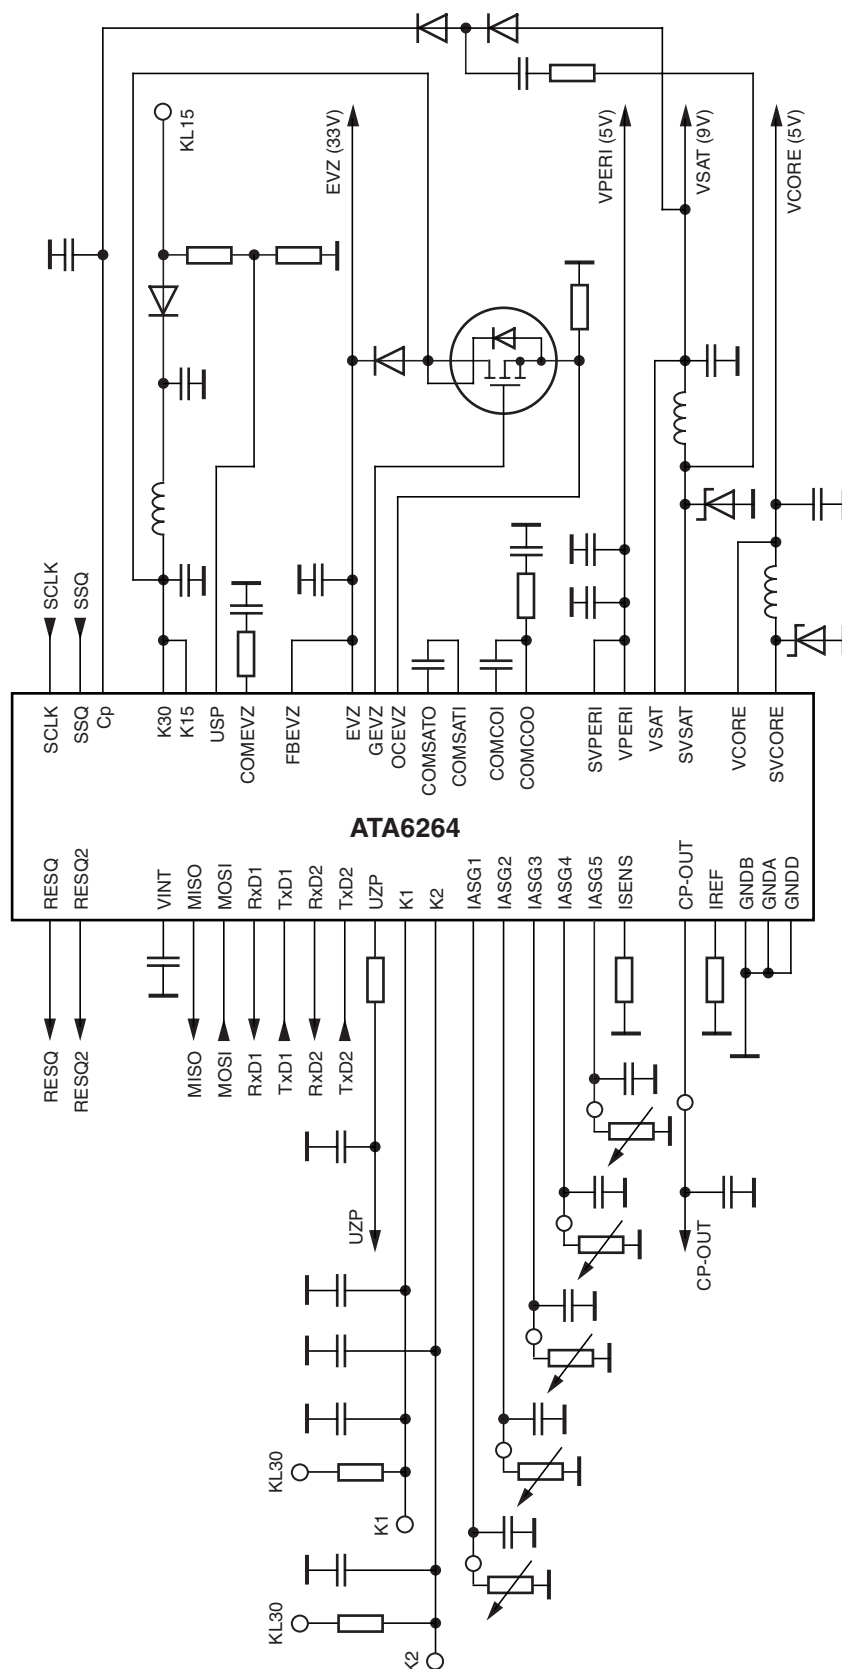 KL15
EVZ (33V)
VPERI (5V)
VSAT (9V)
VCORE (5V)
SCLK
SSQ
SCLK
SSQ
Cp
K30
K15
USP
COMEVZ
FBEVZ
EVZ
GEVZ
OCEVZ
COMSATO
COMSATI
COMCOI
COMCOO
SVPERI
VPERI
VSAT
SVSAT
VCORE
SVCORE
ATA6264
RESQ
RESQ2
VINT
MISO
MOSI
RxD1
TxD1
RxD2
TxD2
UZP
K1
K2
IASG1
IASG2
IASG3
IASG4
IASG5
ISENS
CP-OUT
IREF
GNDB
GNDA
GNDD
RESQ
RESQ2
MISO
MOSI
RxD1
TxD1
RxD2
TxD2
UZP
CP-OUT
KL30
K1
KL30
K2